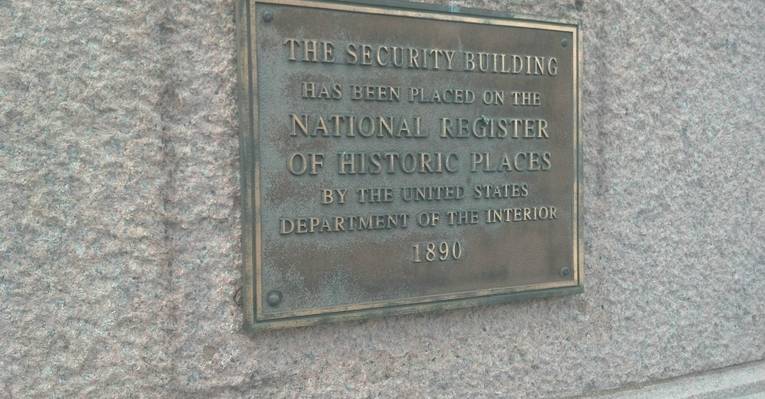 THE SECURITY BUILDING
HAS BEEN PLACED ON THE
NATIONAL REGISTER
OF HISTORIC PLACES
BY THE UNITED STATES
DEPARTMENT OF THE INTERIOR
1890